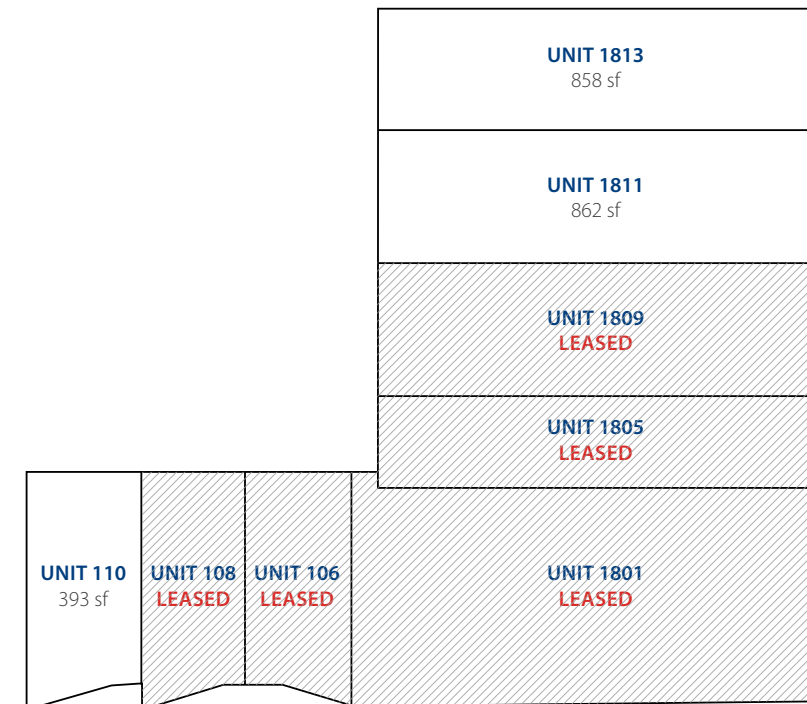 UNIT 1813
858 sf
UNIT 1811
862 sf
UNIT 1809
LEASED
UNIT 1805
LEASED
UNIT 110
393 sf
UNIT 108
LEASED
UNIT 106
LEASED
UNIT 1801
LEASED